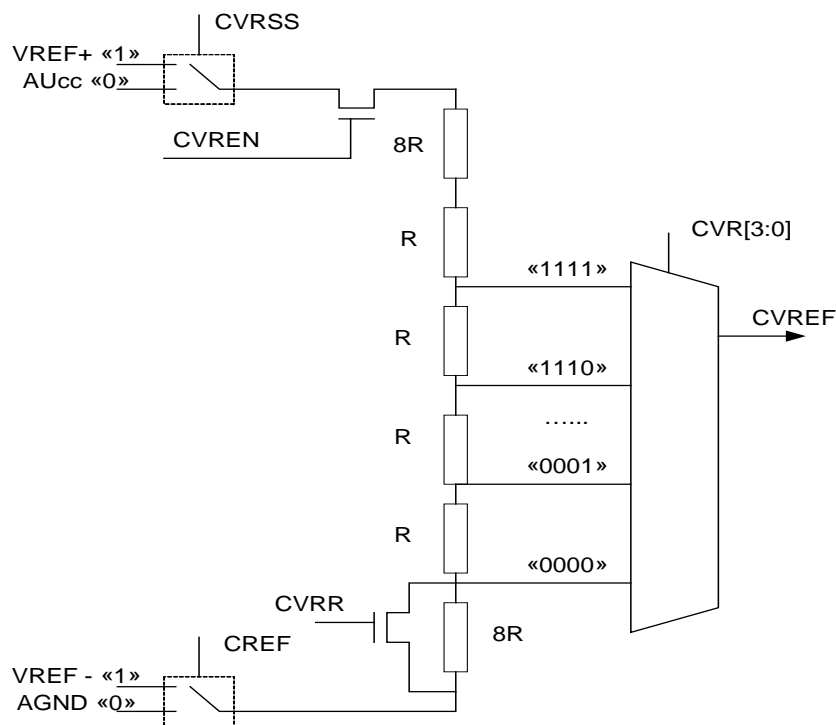 CVRSS
VREF+ «1»
AUcc «0»
CVREN
8R
R
CVR[3:0]
«1111»
CVREF
R
«1110»
…...
R
«0001»
R
«0000»
CVRR
8R
CREF
VREF - «1»
AGND «0»